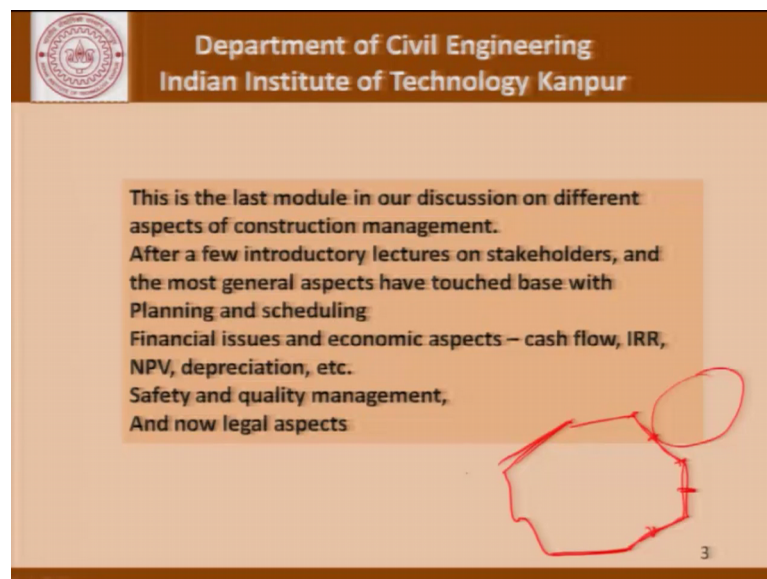 Department of Civil Engineering
Indian Institute of Technology Kanpur
This is the last module in our discussion on different
aspects of construction management.
After a few introductory lectures on stakeholders, and
the most general aspects have touched base with
Planning and scheduling
Financial issues and economic aspects – cash flow, IRR,
NPV, depreciation, etc.
Safety and quality management,
And now legal aspects
3